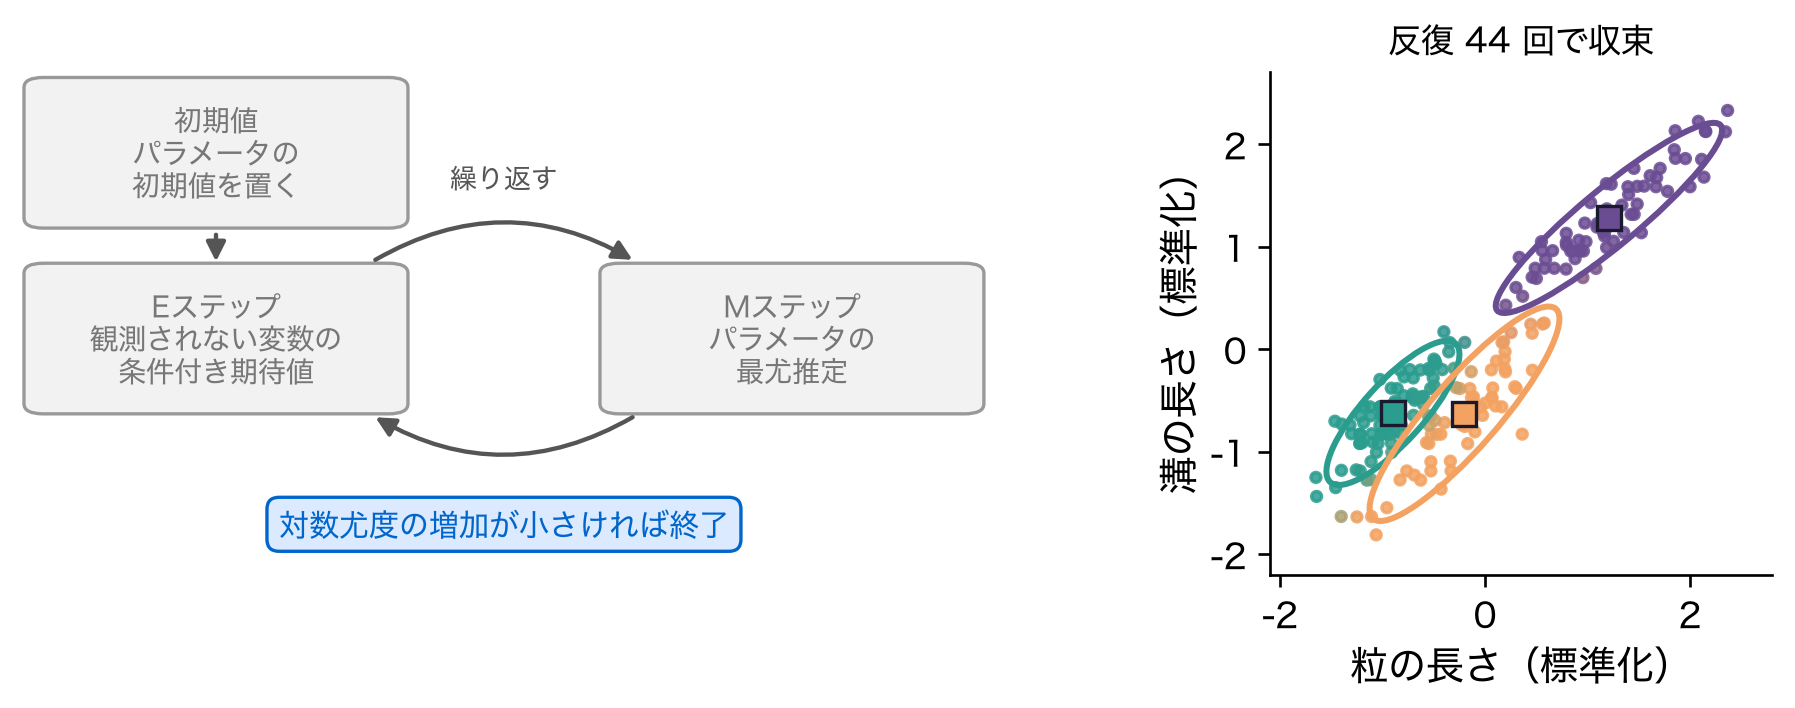 初期値
パラメータの
初期値を置く
繰り返す
Eステップ
観測されない変数の
条件付き期待値
Mステップ
パラメータの
最尤推定
対数尤度の増加が小さければ終了
反復 44 回で収束
溝の長さ（標準化）
2
1
0
-1
-2
-2
0
2
粒の長さ（標準化）